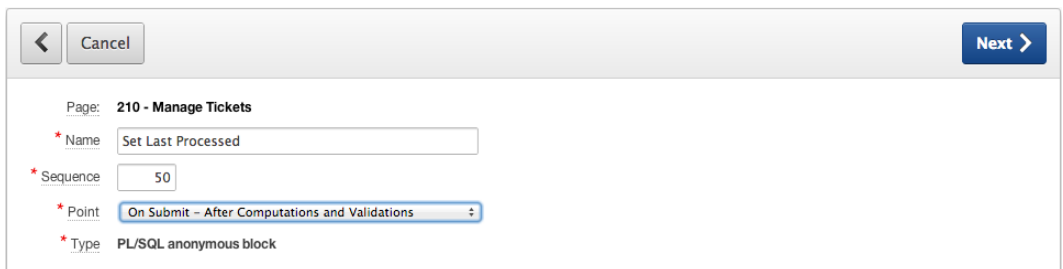 Cancel
Next
Page: 210 - Manage Tickets
* Name Set Last Processed
* Sequence 50
* Point On Submit - After Computations and Validations
* Type PL/SQL anonymous block